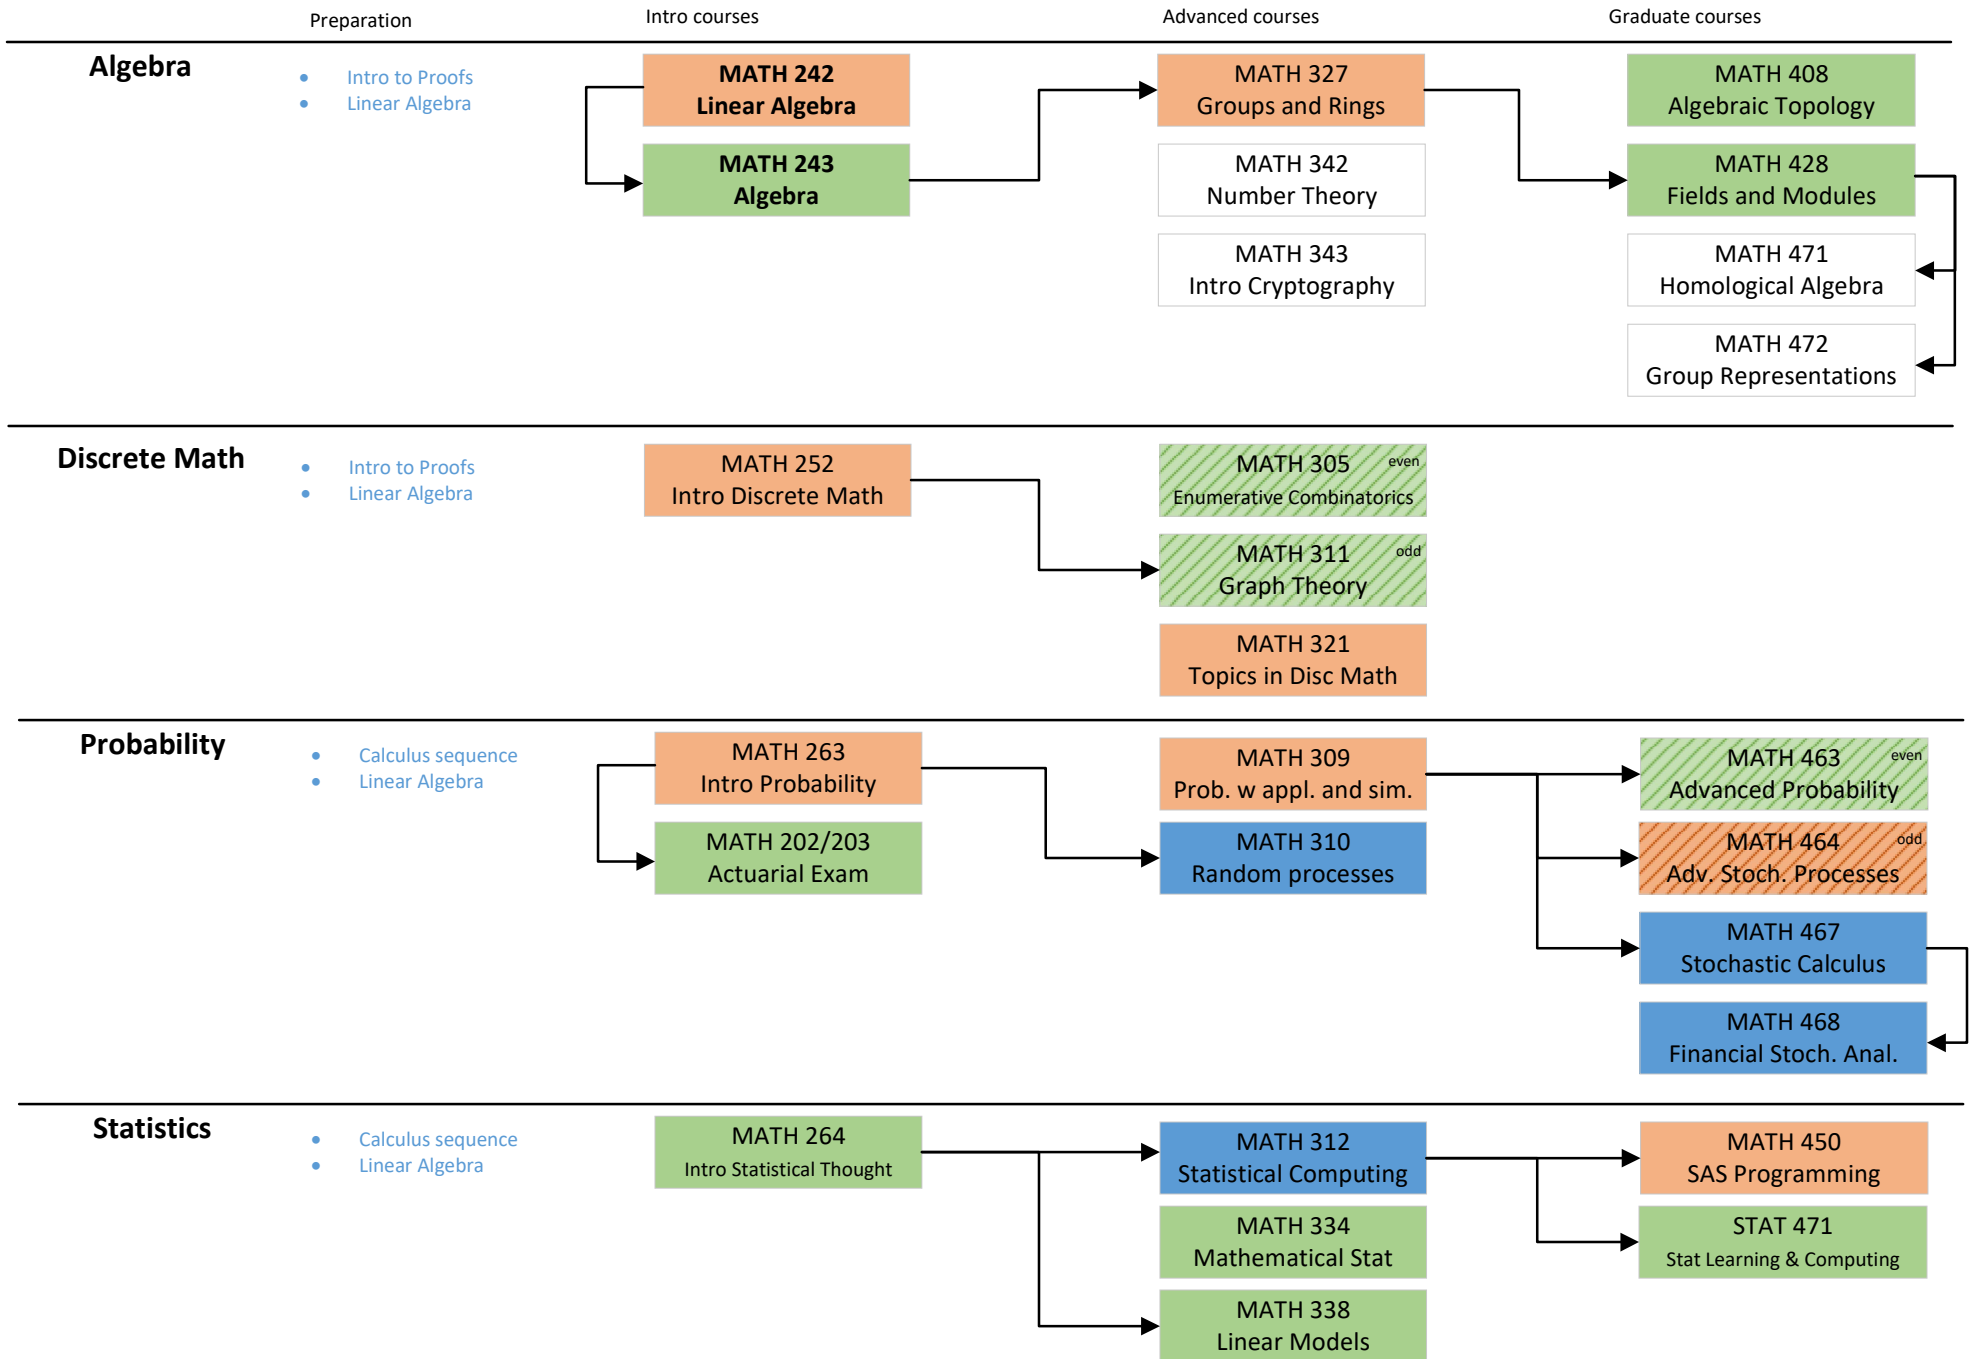 Preparation
Intro courses
Advanced courses
Graduate courses
Algebra
• Intro to Proofs
• Linear Algebra
MATH 242
Linear Algebra
MATH 243
Algebra
MATH 327
Groups and Rings
MATH 342
Number Theory
MATH 343
Intro Cryptography
MATH 408
Algebraic Topology
MATH 428
Fields and Modules
MATH 471
Homological Algebra
MATH 472
Group Representations
Discrete Math
• Intro to Proofs
• Linear Algebra
MATH 252
Intro Discrete Math
MATH 305 even
Enumerative Combinatorics
MATH 311 odd
Graph Theory
MATH 321
Topics in Disc Math
Probability
• Calculus sequence
• Linear Algebra
MATH 263
Intro Probability
MATH 202/203
Actuarial Exam
MATH 309
Prob. w appl. and sim.
MATH 310
Random processes
MATH 463 even
Advanced Probability
MATH 464 odd
Adv. Stoch. Processes
MATH 467
Stochastic Calculus
MATH 468
Financial Stoch. Anal.
Statistics
• Calculus sequence
• Linear Algebra
MATH 264
Intro Statistical Thought
MATH 312
Statistical Computing
MATH 334
Mathematical Stat
MATH 338
Linear Models
MATH 450
SAS Programming
STAT 471
Stat Learning & Computing